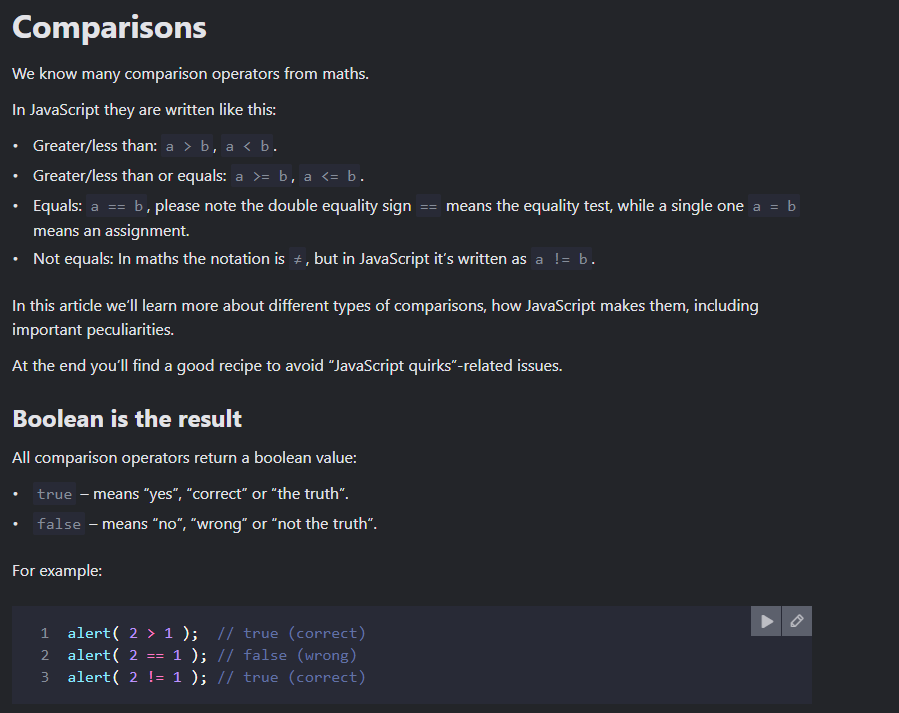 Comparisons
We know many comparison operators from maths.
In JavaScript they are written like this:
• Greater/less than: a > b, a < b.
• Greater/less than or equals: a >= b, a <= b.
• Equals: a == b, please note the double equality sign == means the equality test, while a single one a = b
means an assignment.
• Not equals: In maths the notation is ≠, but in JavaScript it’s written as a != b.
In this article we’ll learn more about different types of comparisons, how JavaScript makes them, including
important peculiarities.
At the end you’ll find a good recipe to avoid “JavaScript quirks”-related issues.
Boolean is the result
All comparison operators return a boolean value:
• true – means “yes”, “correct” or “the truth”.
• false – means “no”, “wrong” or “not the truth”.
For example:
1 alert( 2 > 1 );  // true (correct)
2 alert( 2 == 1 ); // false (wrong)
3 alert( 2 != 1 ); // true (correct)